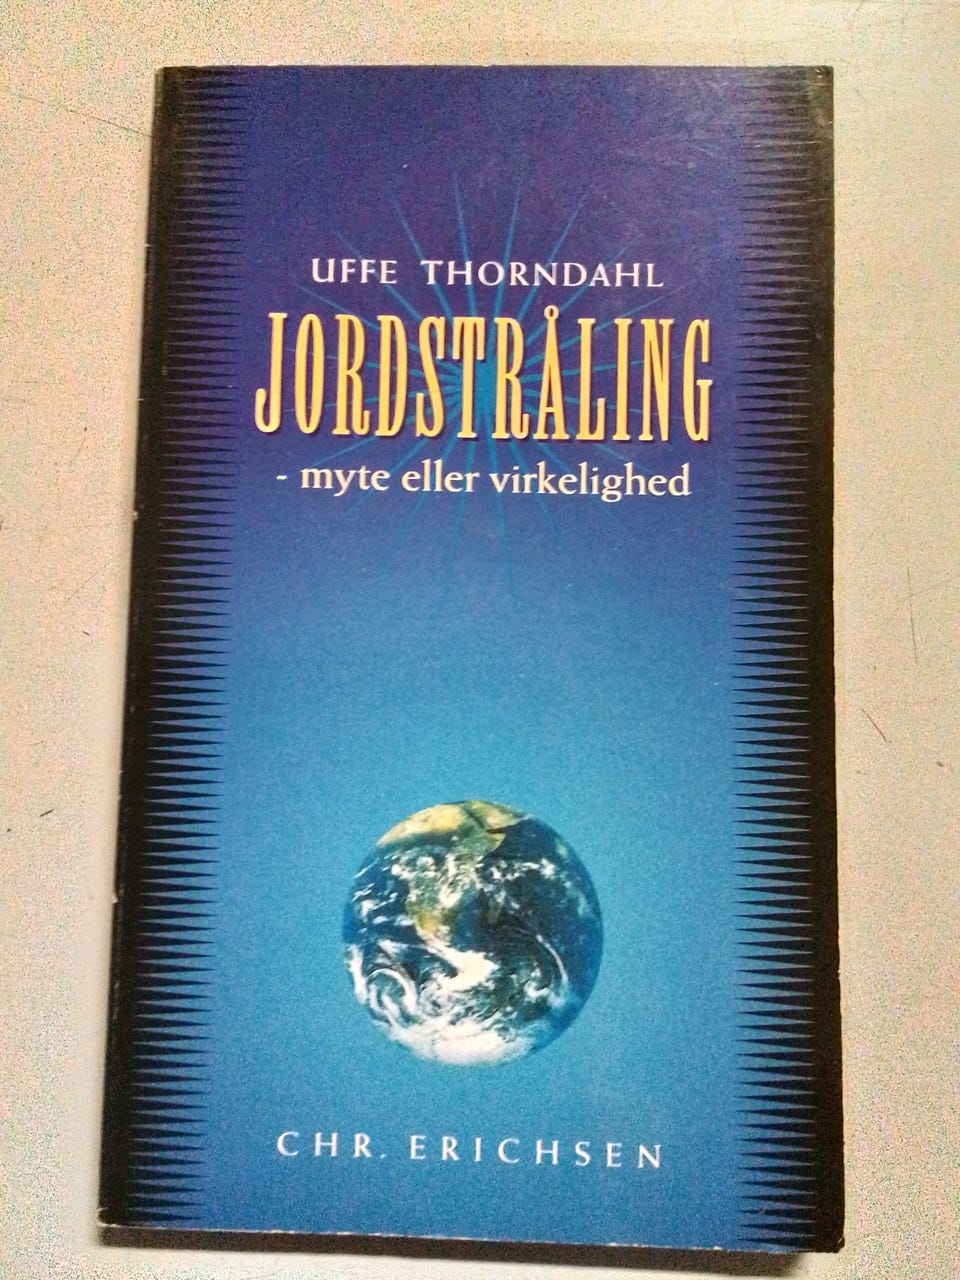 UFFE THORNDAHL
JORDSTRÅLING
- myte eller virkelighed
CHR. ERICHSEN